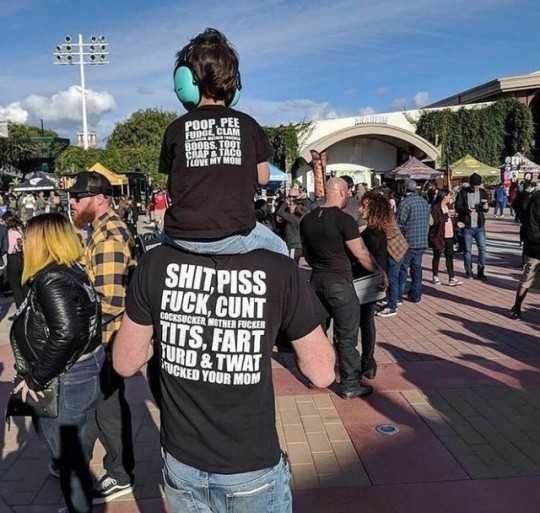 POOP, PEE
FUDGE, CLAM
BOOBS, TOOT
CRAP & TACO
I LOVE MY MOM
SHIT, PISS
FUCK, CUNT
COCKSUCKER, MOTHER FUCKER
TITS, FART
TURD & TWAT
I FUCKED YOUR MOM